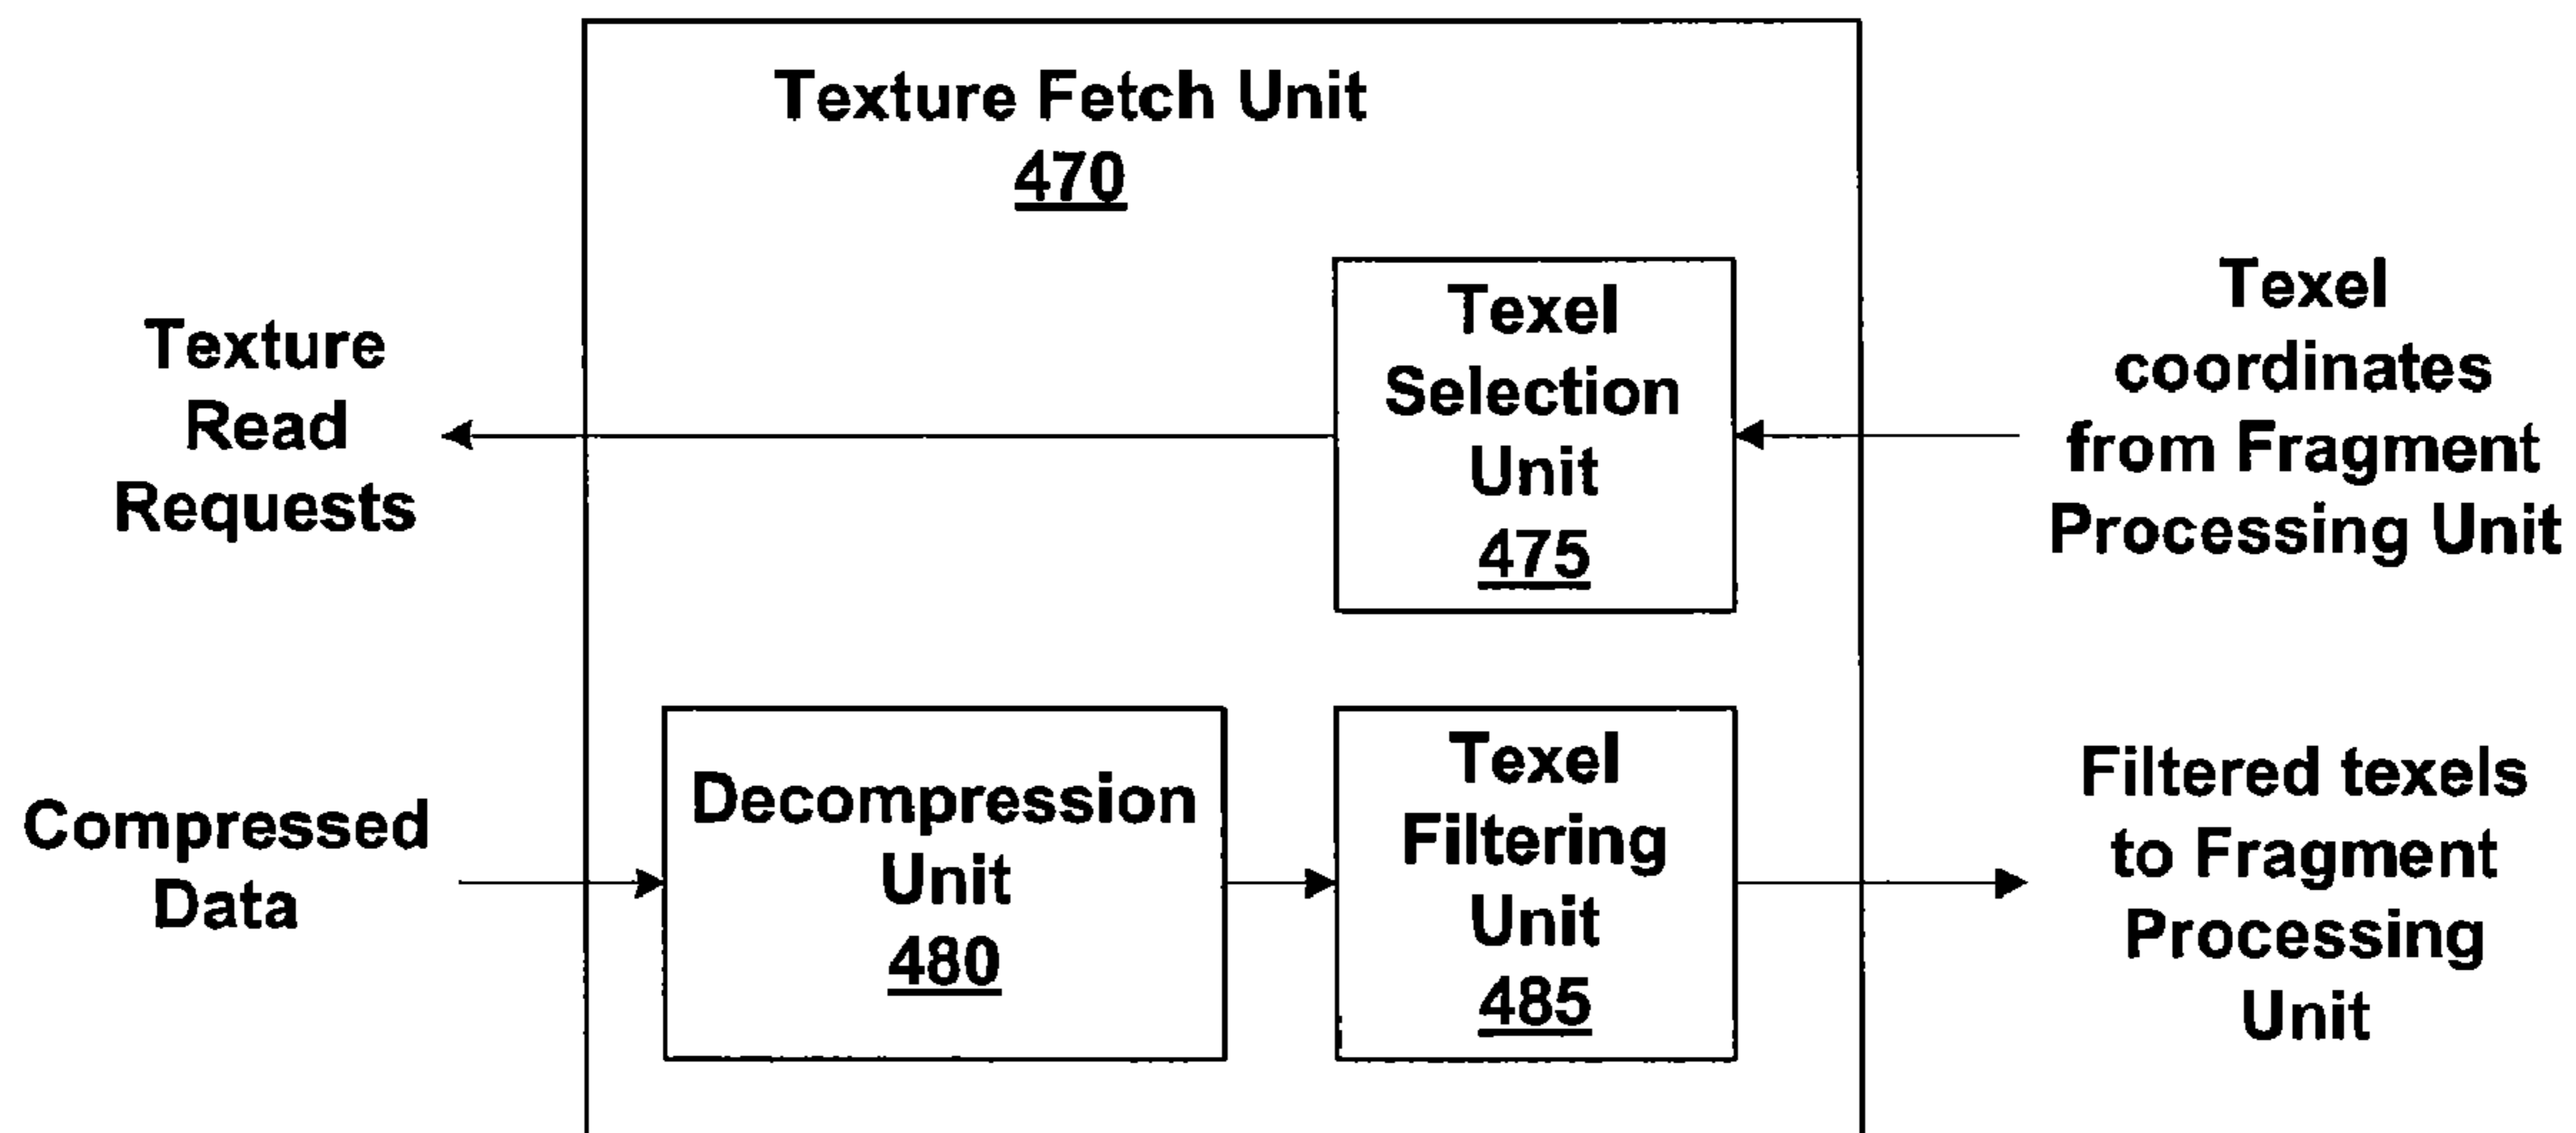 Texture Fetch Unit
470
Texture
Read
Requests
Texel
Selection
Unit
475
Texel
coordinates
from Fragment
Processing Unit
Compressed
Data
Decompression
Unit
480
Texel
Filtering
Unit
485
Filtered texels
to Fragment
Processing
Unit